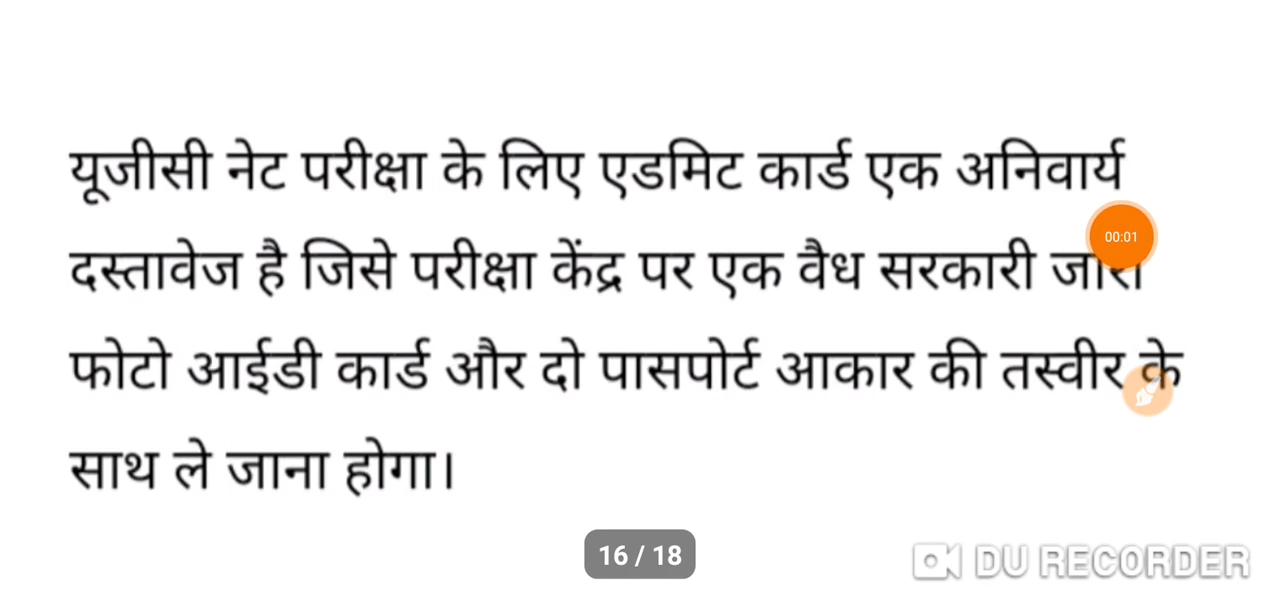 यूजीसी नेट परीक्षा के लिए एडमिट कार्ड एक अनिवार्य
00:01
दस्तावेज है जिसे परीक्षा केंद्र पर एक वैध सरकारी जारी
फोटो आईडी कार्ड और दो पासपोर्ट आकार की तस्वीर के
साथ ले जाना होगा।
16 / 18
DU RECORDER